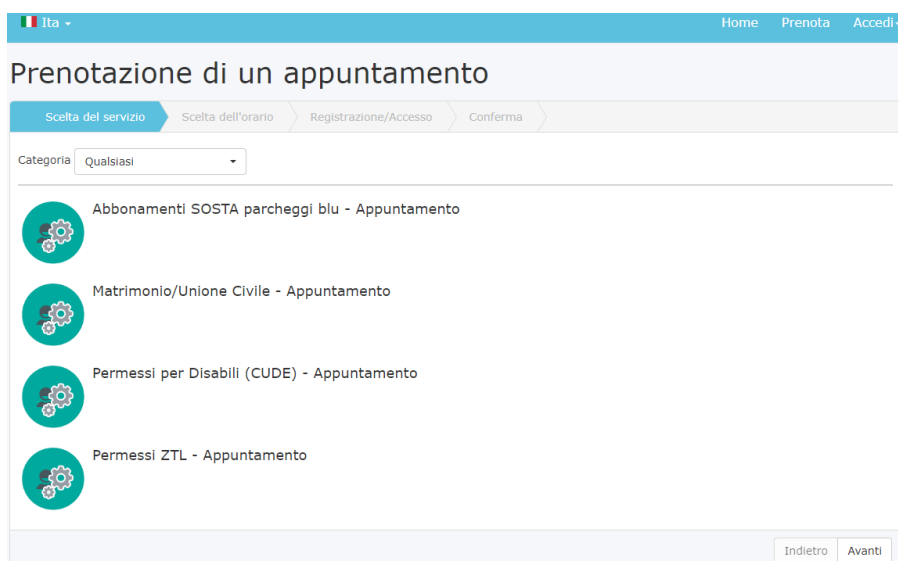 Ita
Home Prenota Accedi
Prenotazione di un appuntamento
Scelta del servizio Scelta dell'orario Registrazione/Accesso Conferma
Categoria Qualsiasi
Abbonamenti SOSTA parcheggi blu - Appuntamento
Matrimonio/Unione Civile - Appuntamento
Permessi per Disabili (CUDE) - Appuntamento
Permessi ZTL - Appuntamento
Indietro Avanti